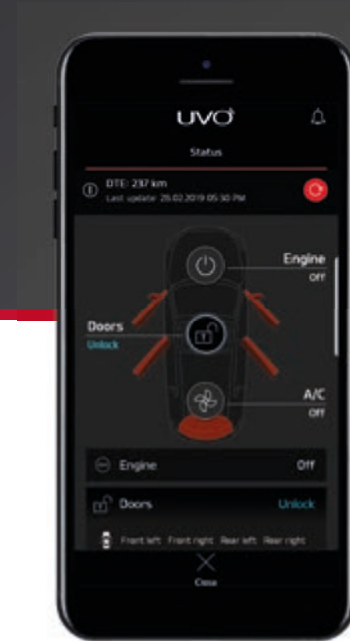 UVO
Status
DTE: 237 km
Last update: 28.02.2019 05:30 PM
Engine
Off
Doors
Unlock
A/C
Off
Engine Off
Doors Unlock
Front left Front right Rear left Rear right
Close